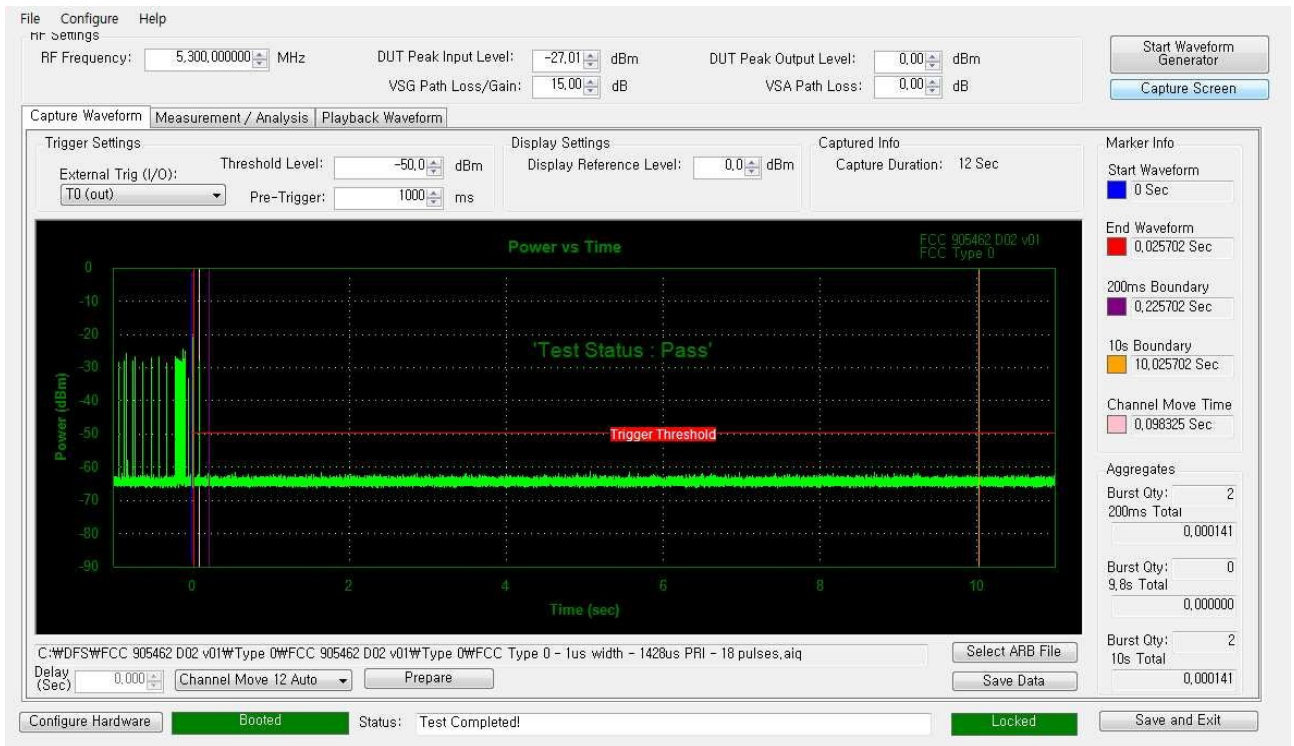 File Configure Help
RF Settings
RF Frequency: 5,300,000000 MHz DUT Peak Input Level: -27,01 dBm DUT Peak Output Level: 0,00 dBm
VSG Path Loss/Gain: 15,00 dB VSA Path Loss: 0,00 dB
Start Waveform
Generator
Capture Screen
Capture Waveform Measurement / Analysis Playback Waveform
Trigger Settings
External Trig (I/O):
T0 (out)
Threshold Level: -50,0 dBm
Pre-Trigger: 1000 ms
Display Settings
Display Reference Level: 0,0 dBm
Captured Info
Capture Duration: 12 Sec
Marker Info
Start Waveform
0 Sec
End Waveform
0,025702 Sec
200ms Boundary
0,225702 Sec
10s Boundary
10,025702 Sec
Channel Move Time
0,098325 Sec
Aggregates
Burst Qty: 2
200ms Total
0,000141
Burst Qty: 0
9,8s Total
0,000000
Burst Qty: 2
10s Total
0,000141
Power vs Time
FCC 905462 D02 v01
FCC Type 0
'Test Status : Pass'
Trigger Threshold
Power (dBm)
0
-10
-20
-30
-40
-50
-60
-70
-80
-90
0 2 4 6 8 10
Time (sec)
C:₩DFS₩FCC 905462 D02 v01₩Type 0₩FCC 905462 D02 v01₩Type 0₩FCC Type 0 - 1us width - 1428us PRI - 18 pulses,aiq
Select ARB File
Delay
(Sec) 0,000 Channel Move 12 Auto Prepare
Save Data
Configure Hardware Booted Status: Test Completed! Locked Save and Exit